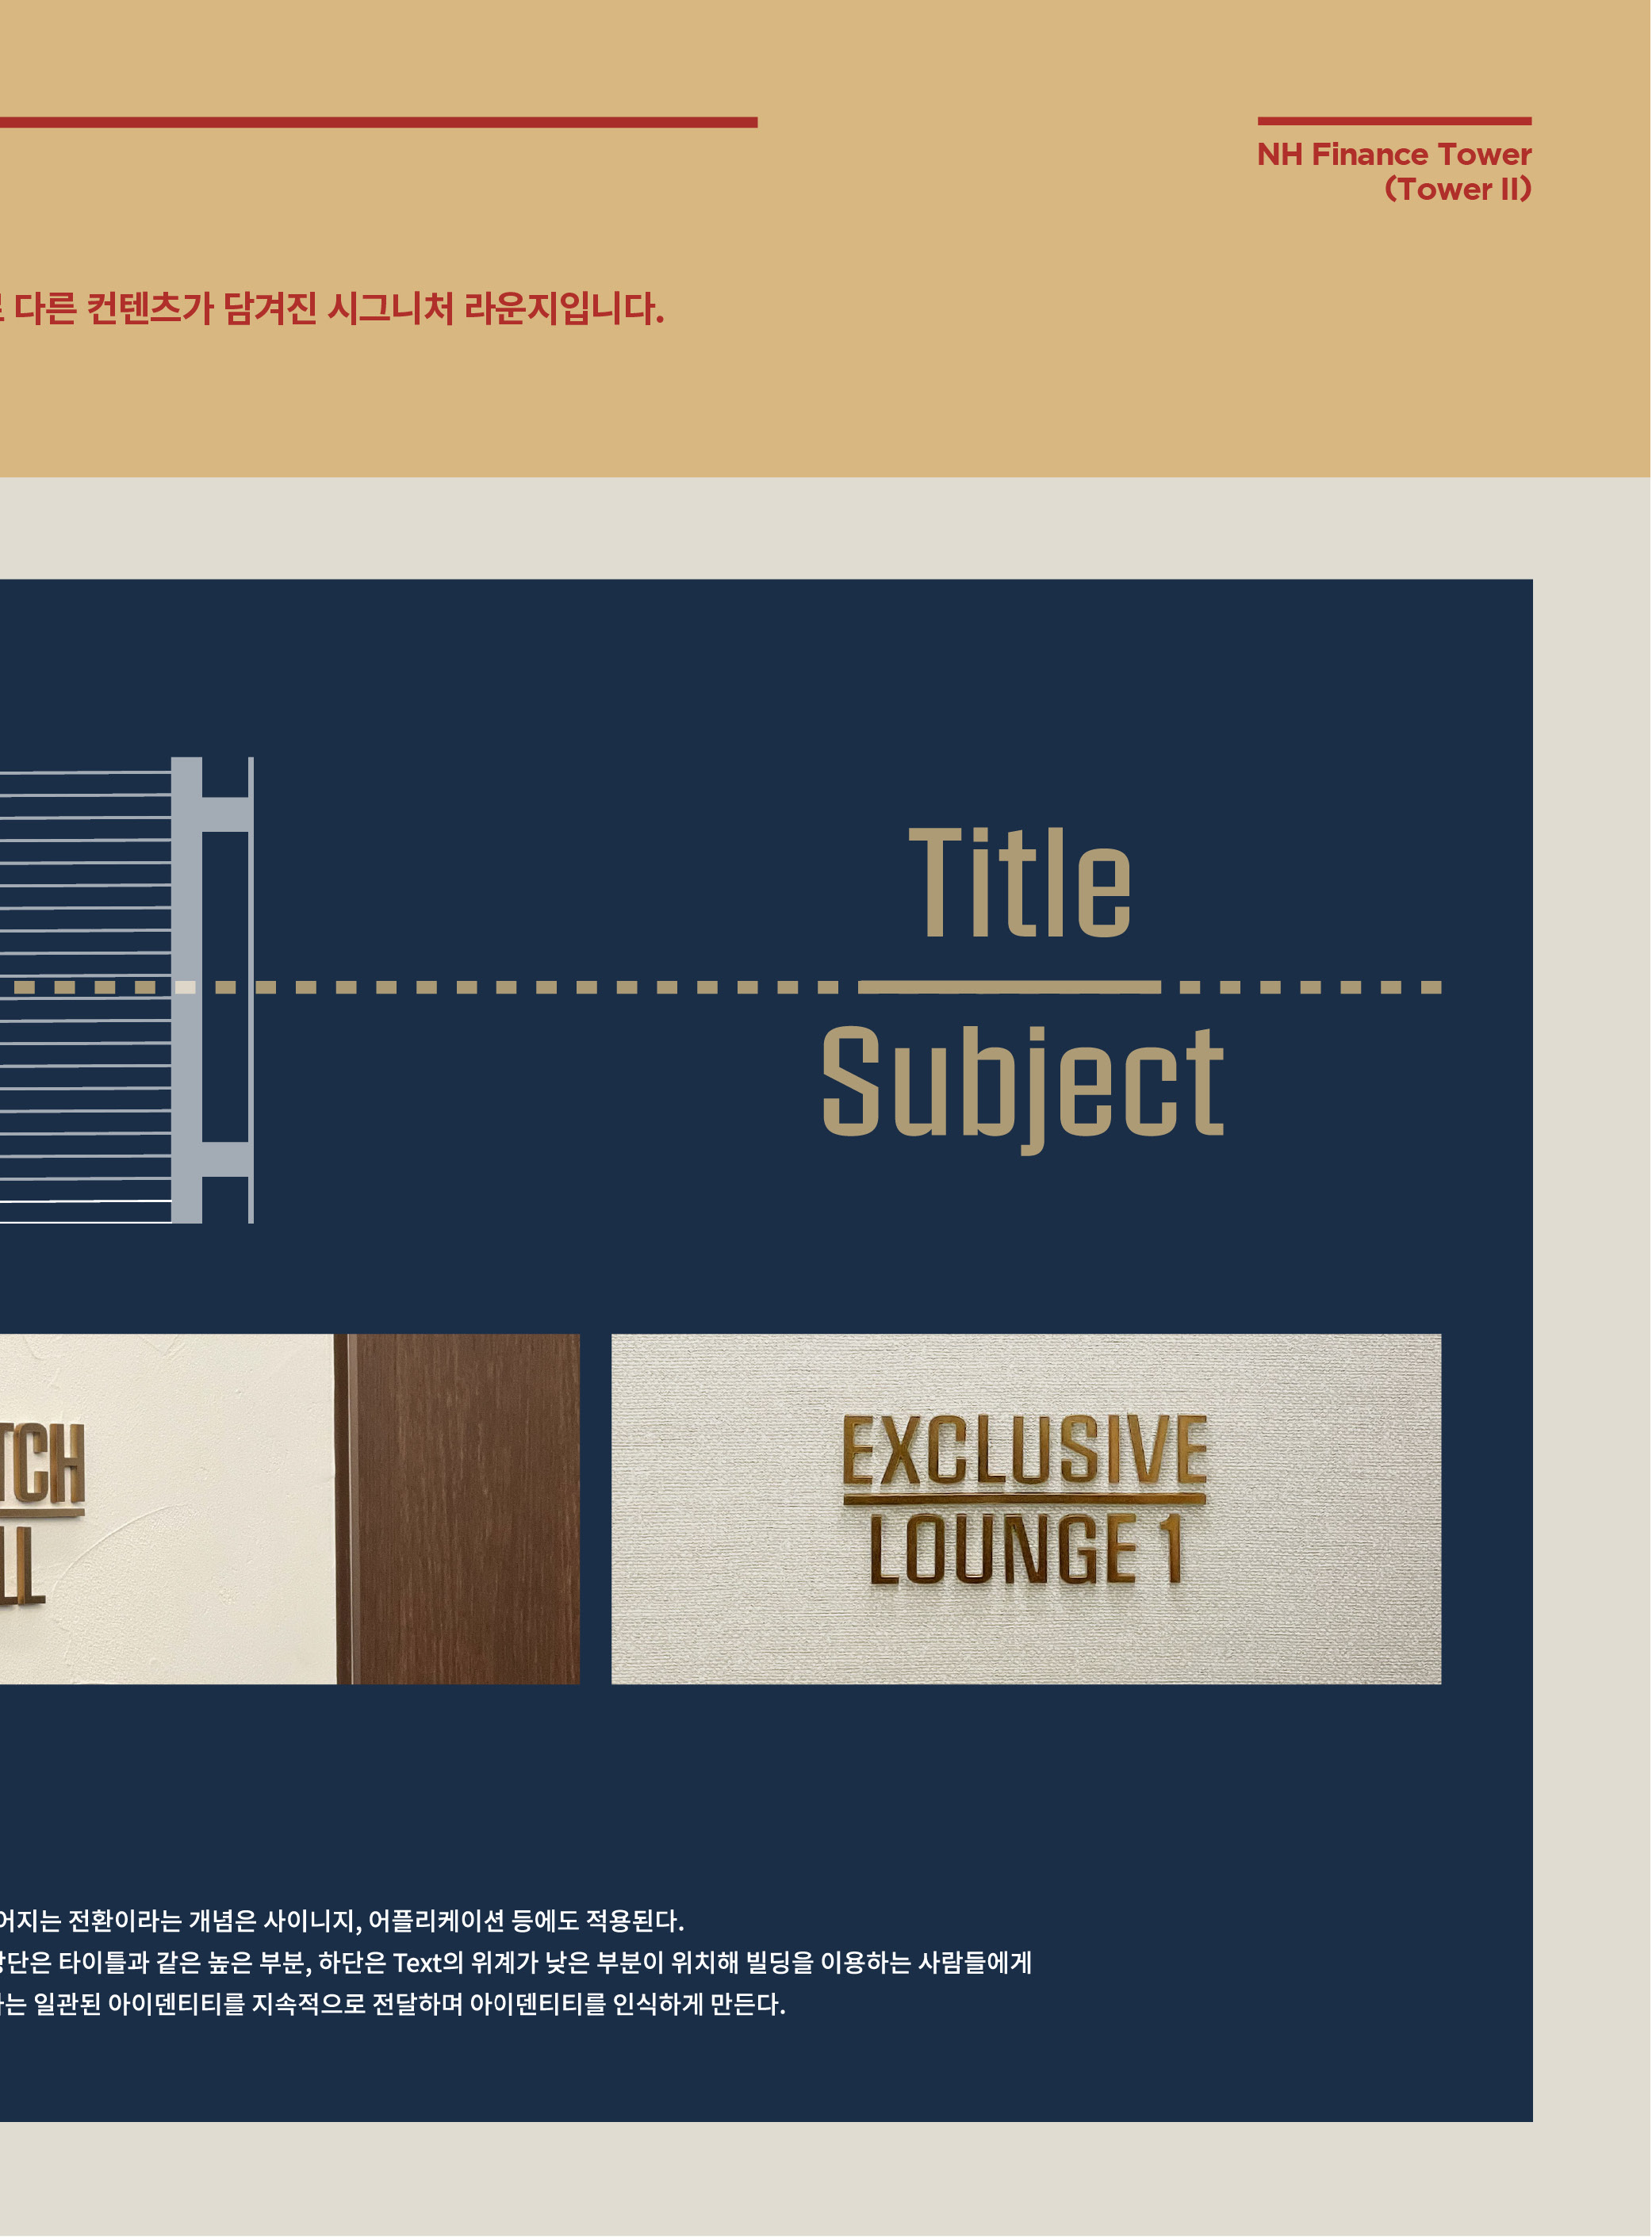 NH Finance Tower
(Tower II)
다른 컨텐츠가 담겨진 시그니처 라운지입니다.
Title
Subject
TCH
LL
EXCLUSIVE
LOUNGE 1
어지는 전환이라는 개념은 사이니지, 어플리케이션 등에도 적용된다.
상단은 타이틀과 같은 높은 부분, 하단은 Text의 위계가 낮은 부분이 위치해 빌딩을 이용하는 사람들에게
하는 일관된 아이덴티티를 지속적으로 전달하며 아이덴티티를 인식하게 만든다.